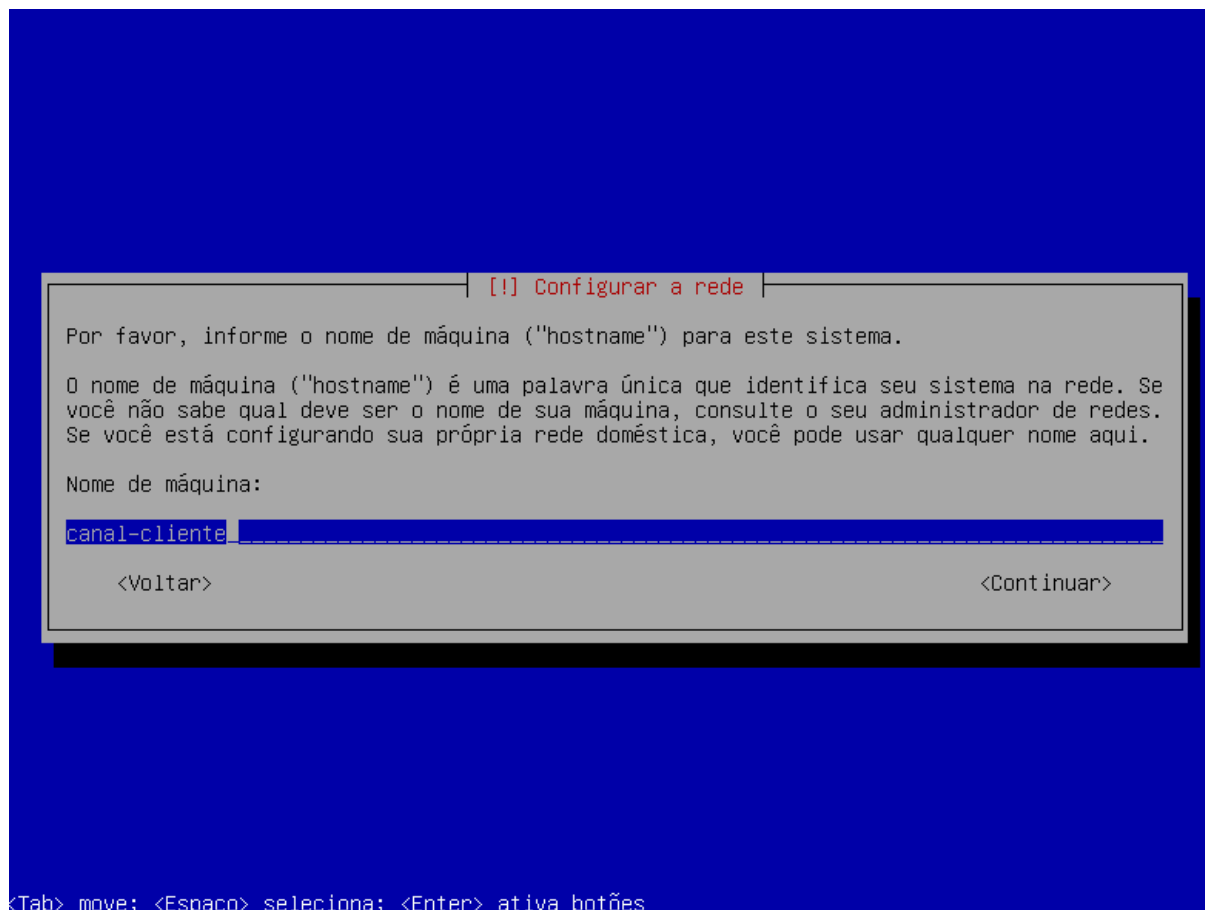 [!] Configurar a rede
Por favor, informe o nome de máquina ("hostname") para este sistema.
O nome de máquina ("hostname") é uma palavra única que identifica seu sistema na rede. Se
você não sabe qual deve ser o nome de sua máquina, consulte o seu administrador de redes.
Se você está configurando sua própria rede doméstica, você pode usar qualquer nome aqui.
Nome de máquina:
canal-cliente
<Voltar> <Continuar>
<Tab> move; <Espaço> seleciona; <Enter> ativa botões